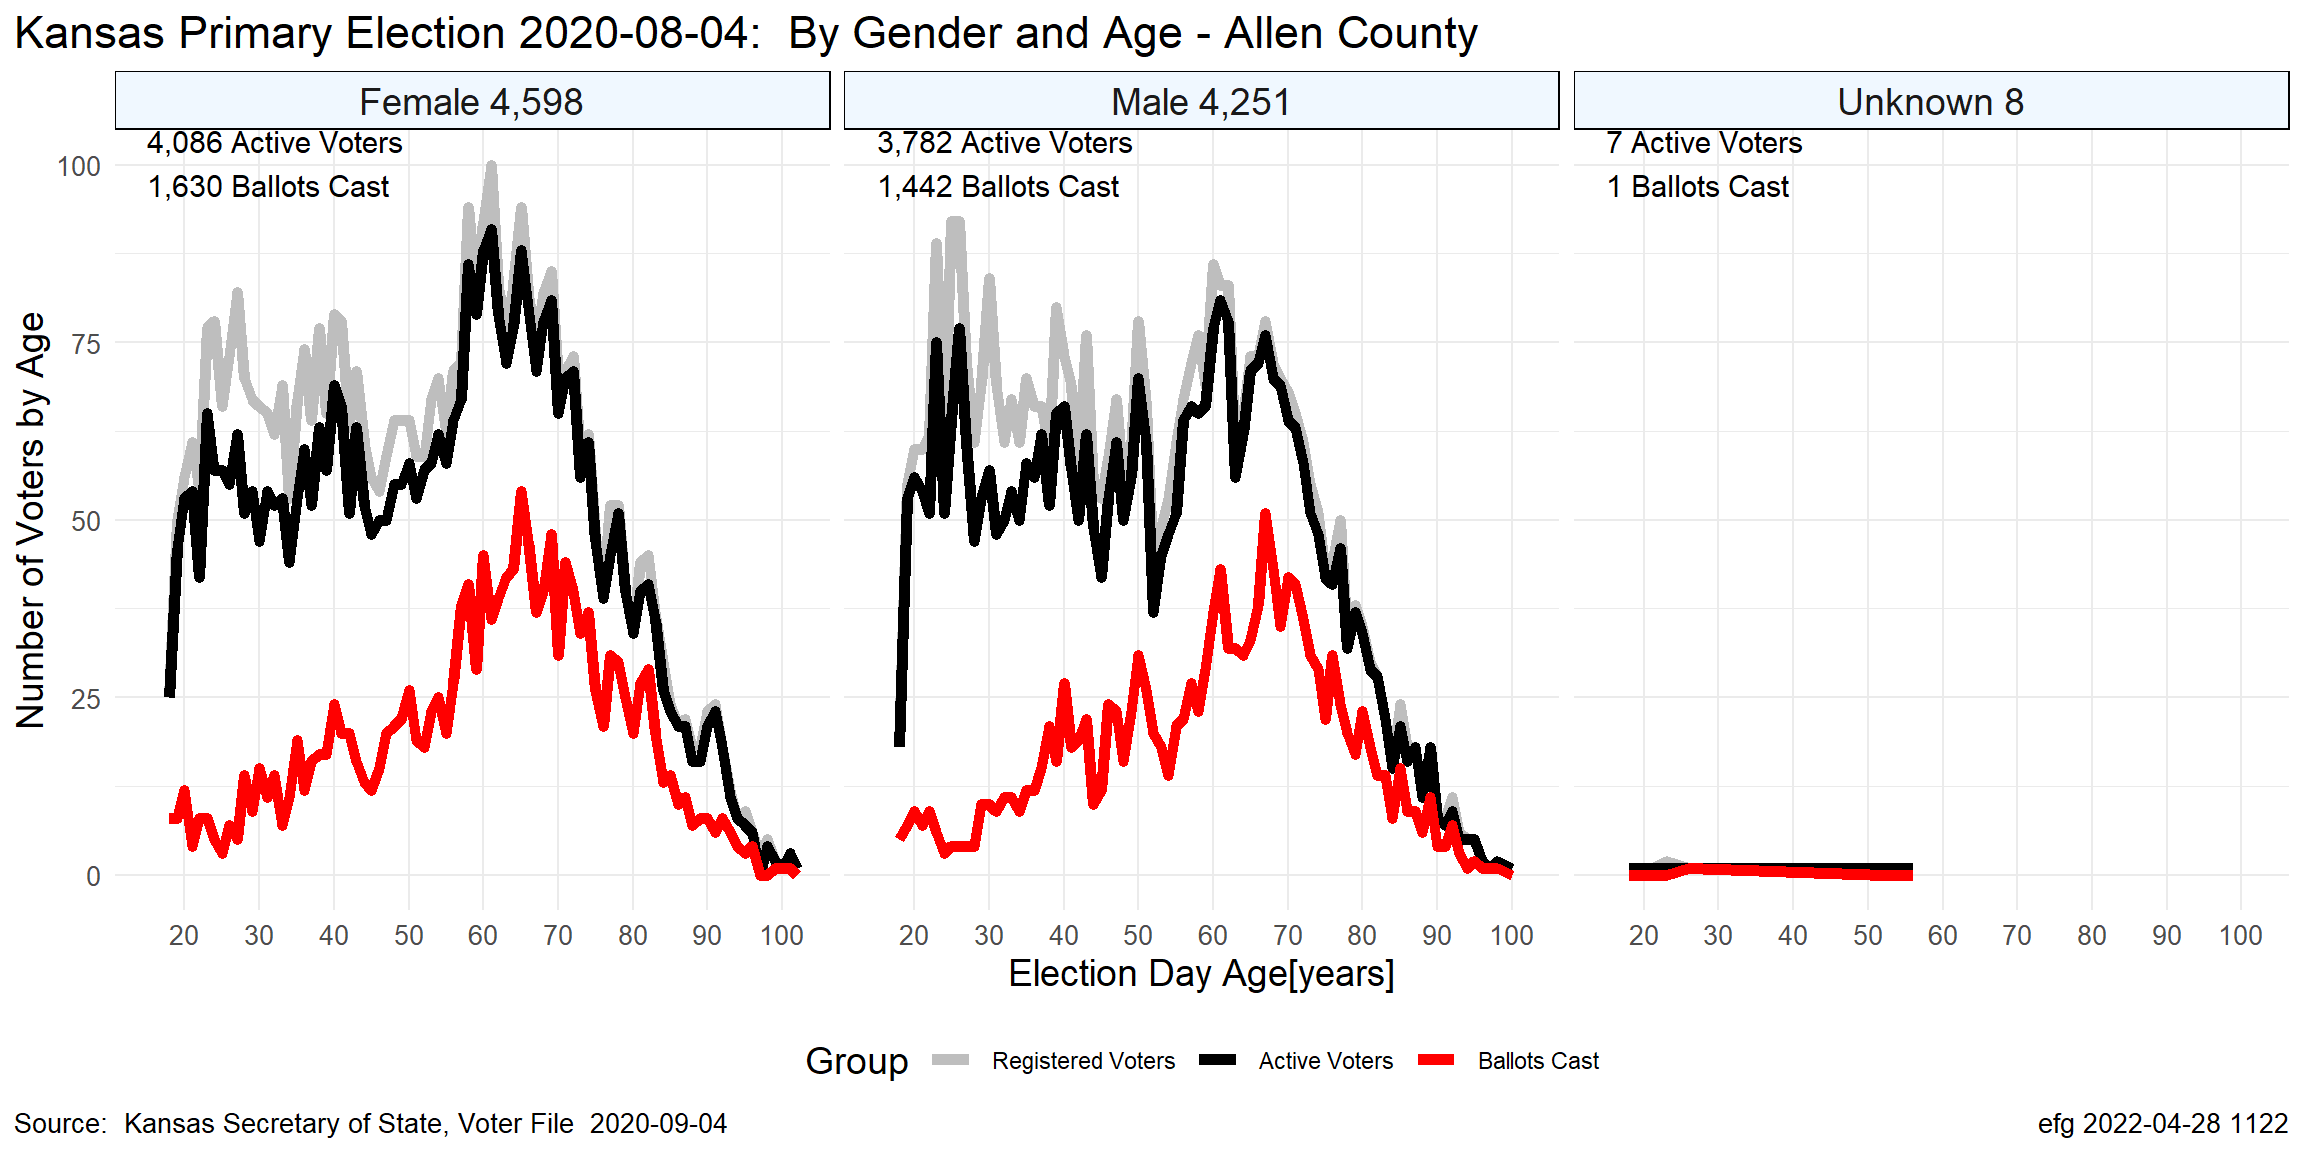 Kansas Primary Election 2020-08-04:  By Gender and Age - Allen County
Female 4,598
Male 4,251
Unknown 8
4,086 Active Voters
1,630 Ballots Cast
3,782 Active Voters
1,442 Ballots Cast
7 Active Voters
1 Ballots Cast
Number of Voters by Age
100
75
50
25
0
20 30 40 50 60 70 80 90 100
20 30 40 50 60 70 80 90 100
20 30 40 50 60 70 80 90 100
Election Day Age[years]
Group Registered Voters Active Voters Ballots Cast
Source:  Kansas Secretary of State, Voter File  2020-09-04
efg 2022-04-28 1122